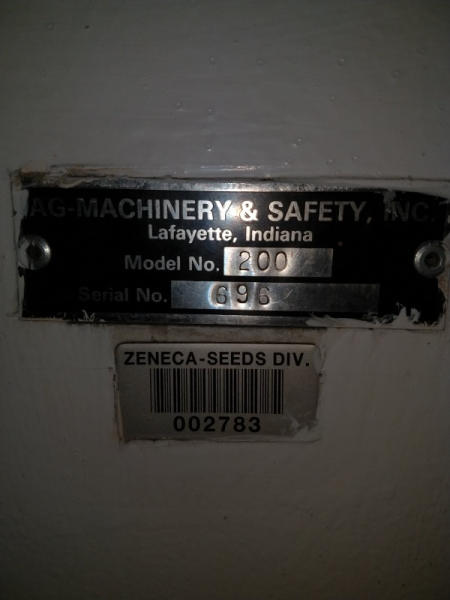 AG-MACHINERY & SAFETY, INC.
Lafayette, Indiana
Model No. 200
Serial No. 696
ZENECA-SEEDS DIV.
002783